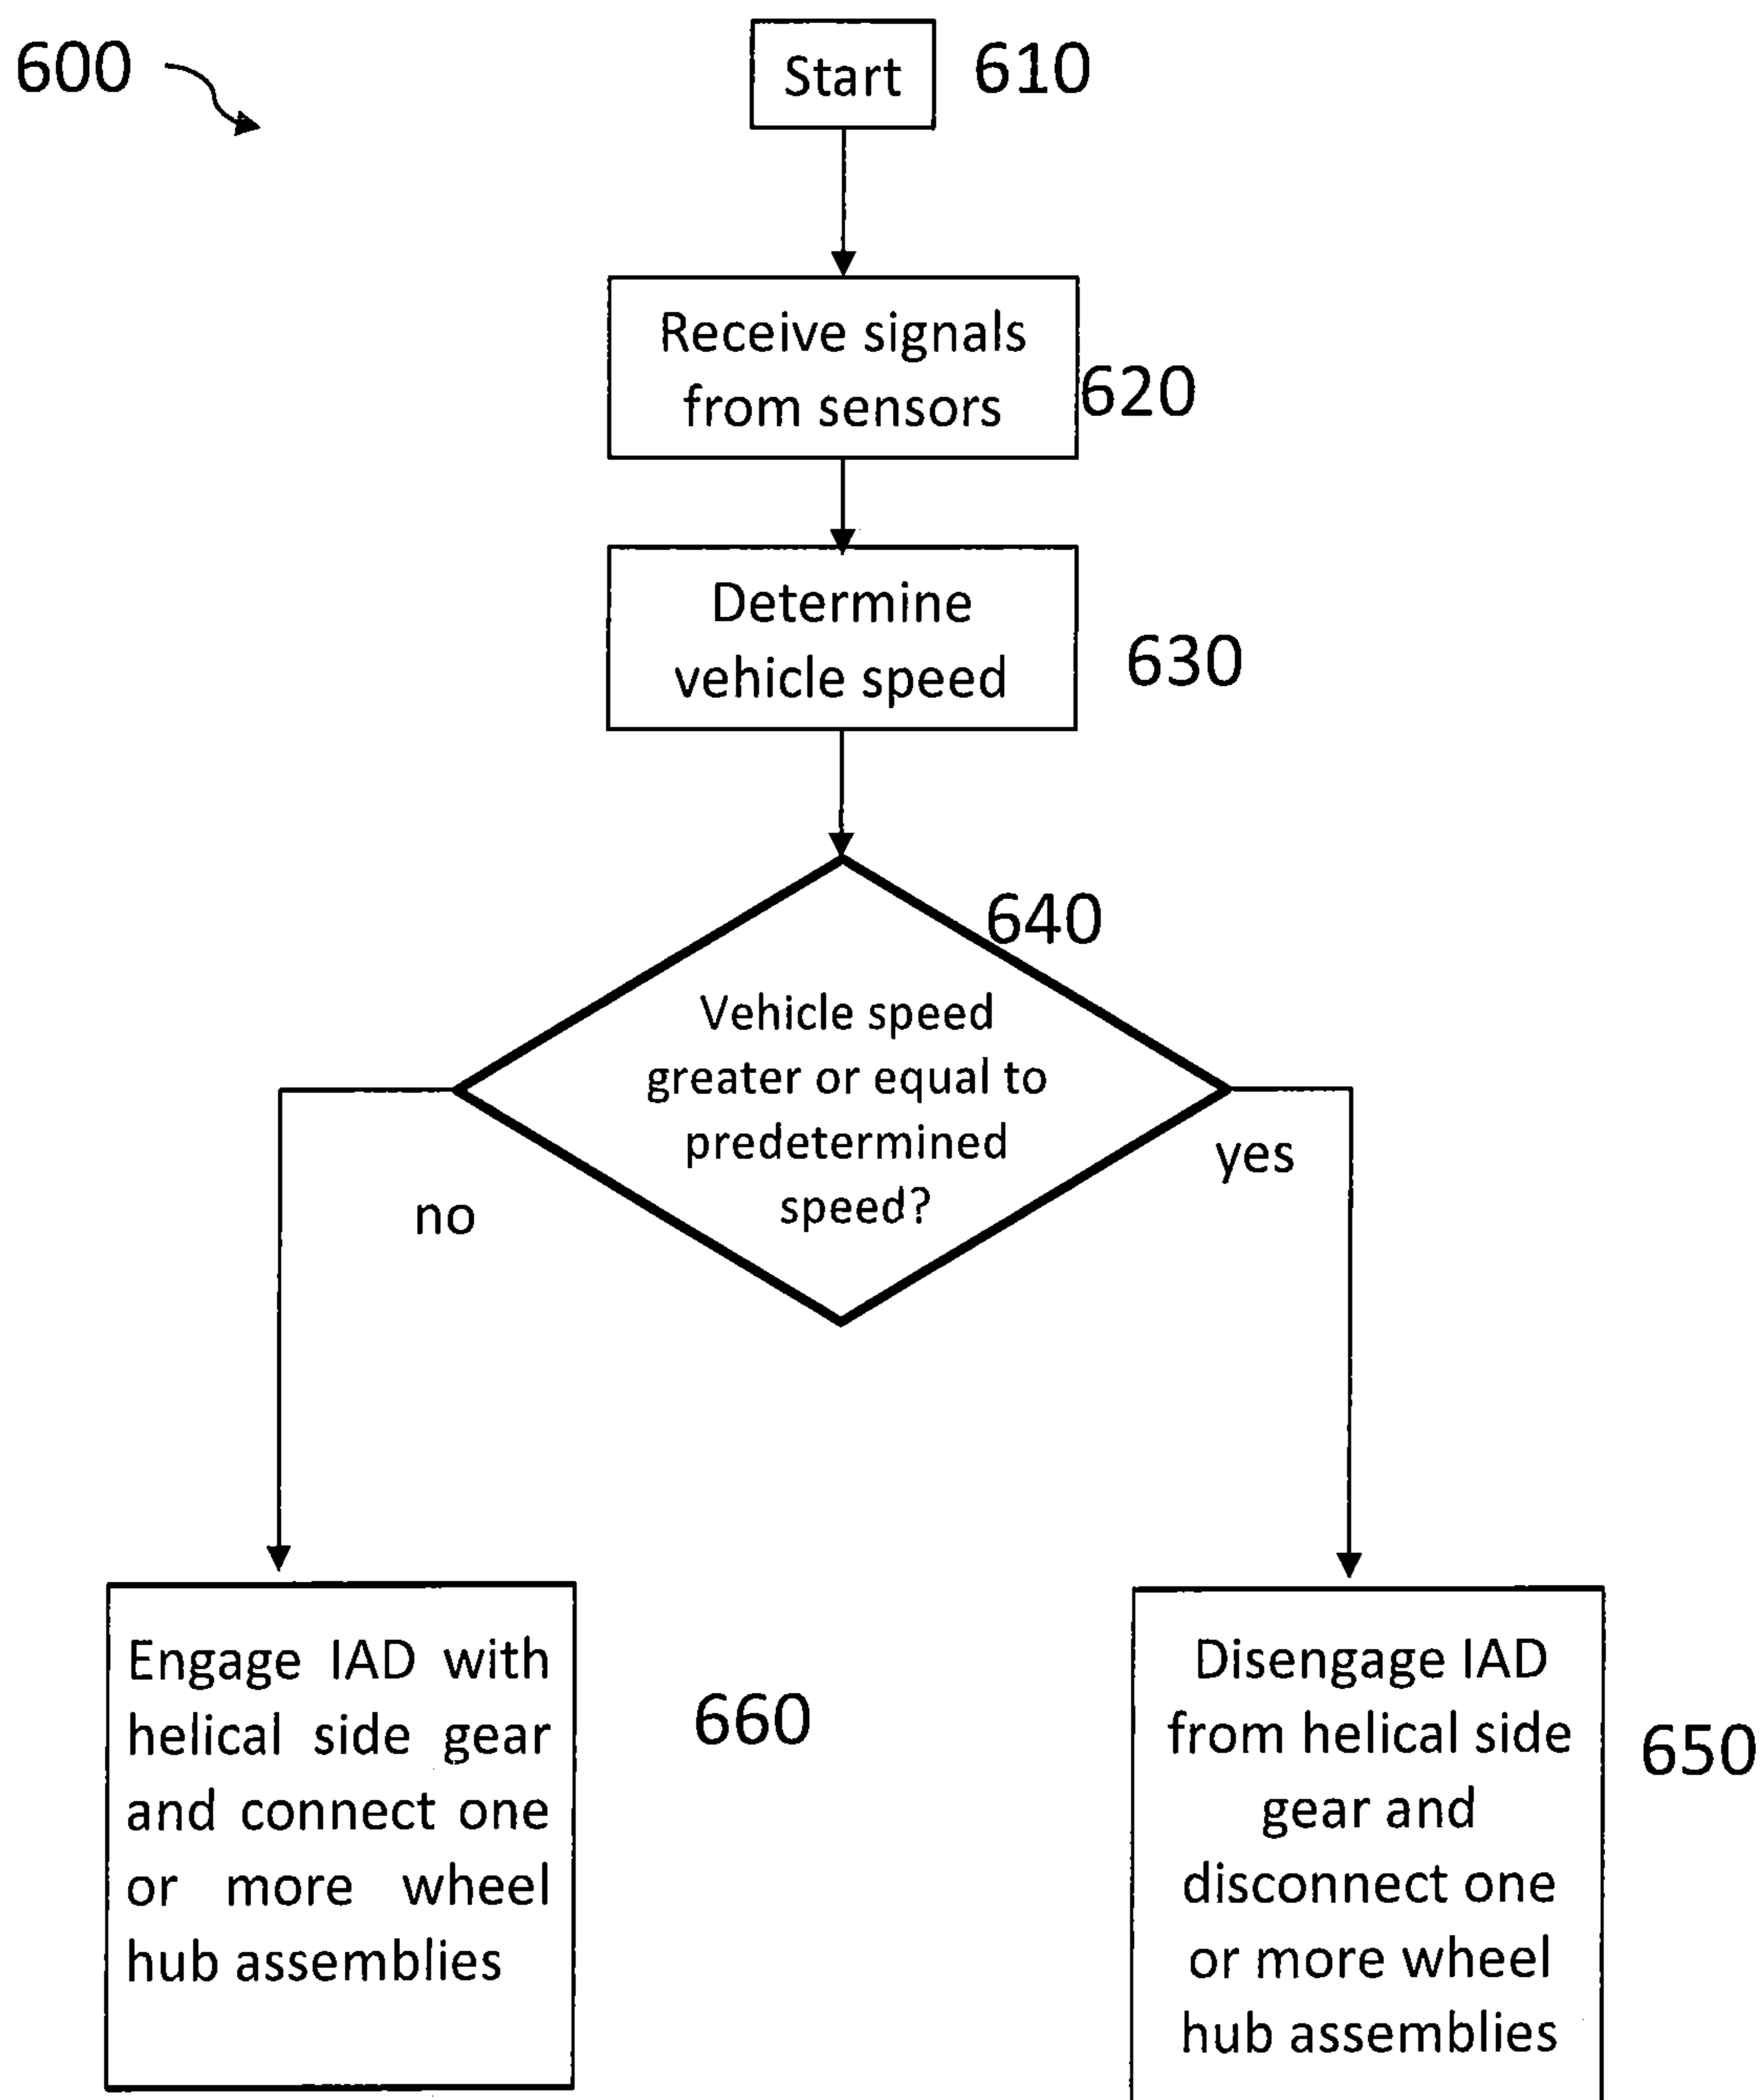 600
Start
610
Receive signals
from sensors
620
Determine
vehicle speed
630
640
Vehicle speed
greater or equal to
predetermined
speed?
yes
no
Engage IAD with
helical side gear
and connect one
or more wheel
hub assemblies
660
Disengage IAD
from helical side
gear and
disconnect one
or more wheel
hub assemblies
650